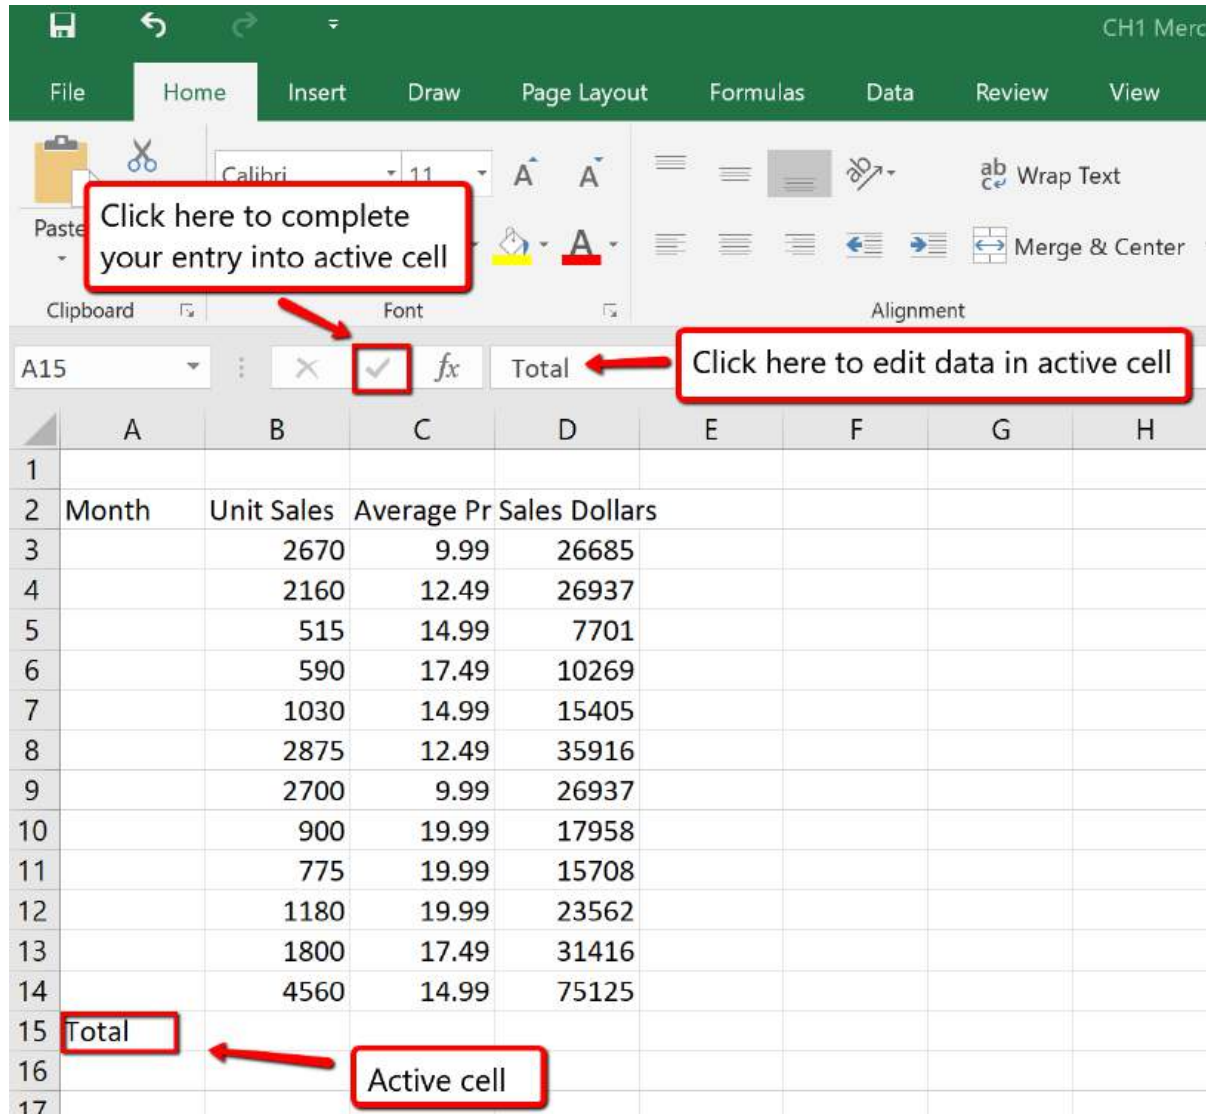 CH1 Merc
File Home Insert Draw Page Layout Formulas Data Review View
Calibri 11 A A ab c Wrap Text
Click here to complete
your entry into active cell
Paste A Merge & Center
Clipboard Font Alignment
A15 fx Total
Click here to edit data in active cell
A B C D E F G H
1
2 Month Unit Sales Average Pr Sales Dollars
3 2670 9.99 26685
4 2160 12.49 26937
5 515 14.99 7701
6 590 17.49 10269
7 1030 14.99 15405
8 2875 12.49 35916
9 2700 9.99 26937
10 900 19.99 17958
11 775 19.99 15708
12 1180 19.99 23562
13 1800 17.49 31416
14 4560 14.99 75125
15 Total
16
Active cell
17